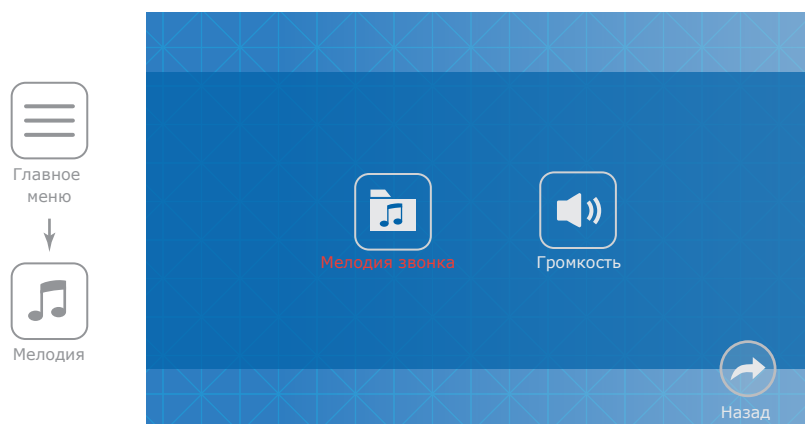 Главное
меню
Мелодия
Мелодия звонка
Громкость
Назад